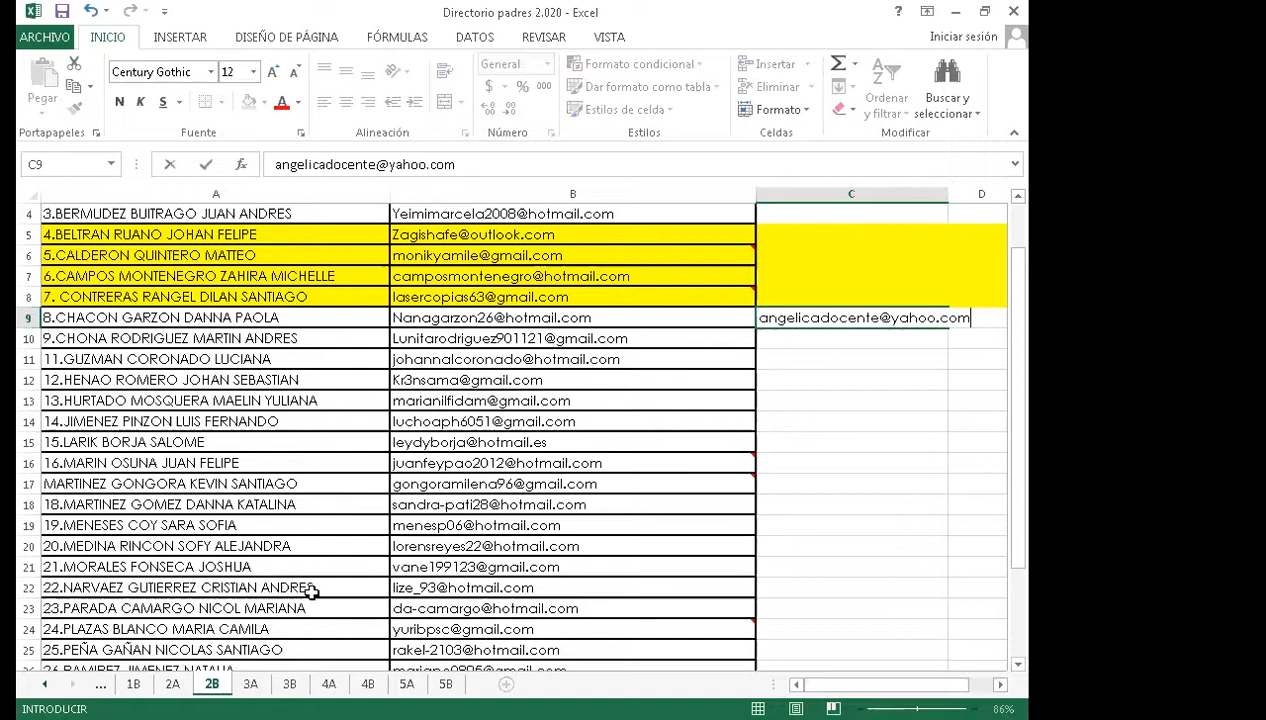 Directorio padres 2.020 - Excel
ARCHIVO INICIO INSERTAR DISEÑO DE PÁGINA FÓRMULAS DATOS REVISAR VISTA Iniciar sesión
Pegar
Century Gothic 12
N K S
General
$ % 000
Formato condicional
Dar formato como tabla
Estilos de celda
Insertar
Eliminar
Formato
Ordenar y filtrar
Buscar y seleccionar
Portapapeles Fuente Alineación Número Estilos Celdas Modificar
C9 fx angelicadocente@yahoo.com
A B C D
4 3.BERMUDEZ BUITRAGO JUAN ANDRES Yeimimarcela2008@hotmail.com
5 4.BELTRAN RUANO JOHAN FELIPE Zagishafe@outlook.com
6 5.CALDERON QUINTERO MATTEO monikyamile@gmail.com
7 6.CAMPOS MONTENEGRO ZAHIRA MICHELLE camposmontenegro@hotmail.com
8 7. CONTRERAS RANGEL DILAN SANTIAGO lasercopias63@gmail.com
9 8.CHACON GARZON DANNA PAOLA Nanagarzon26@hotmail.com angelicadocente@yahoo.com
10 9.CHONA RODRIGUEZ MARTIN ANDRES Lunitarodriguez901121@gmail.com
11 11.GUZMAN CORONADO LUCIANA johannalcoronado@hotmail.com
12 12.HENAO ROMERO JOHAN SEBASTIAN Kr3nsama@gmail.com
13 13.HURTADO MOSQUERA MAELIN YULIANA marianilfidam@gmail.com
14 14.JIMENEZ PINZON LUIS FERNANDO luchoaph6051@gmail.com
15 15.LARIK BORJA SALOME leydyborja@hotmail.es
16 16.MARIN OSUNA JUAN FELIPE juanfeypao2012@hotmail.com
17 MARTINEZ GONGORA KEVIN SANTIAGO gongoramilena96@gmail.com
18 18.MARTINEZ GOMEZ DANNA KATALINA sandra-pati28@hotmail.com
19 19.MENESES COY SARA SOFIA menesp06@hotmail.com
20 20.MEDINA RINCON SOFY ALEJANDRA lorensreyes22@hotmail.com
21 21.MORALES FONSECA JOSHUA vane199123@gmail.com
22 22.NARVAEZ GUTIERREZ CRISTIAN ANDRES lize_93@hotmail.com
23 23.PARADA CAMARGO NICOL MARIANA da-camargo@hotmail.com
24 24.PLAZAS BLANCO MARIA CAMILA yuribpsc@gmail.com
25 25.PEÑA GAÑAN NICOLAS SANTIAGO rakel-2103@hotmail.com
26.RAMIREZ JIMENEZ NATALIA
... 1B 2A 2B 3A 3B 4A 4B 5A 5B
INTRODUCIR 86%